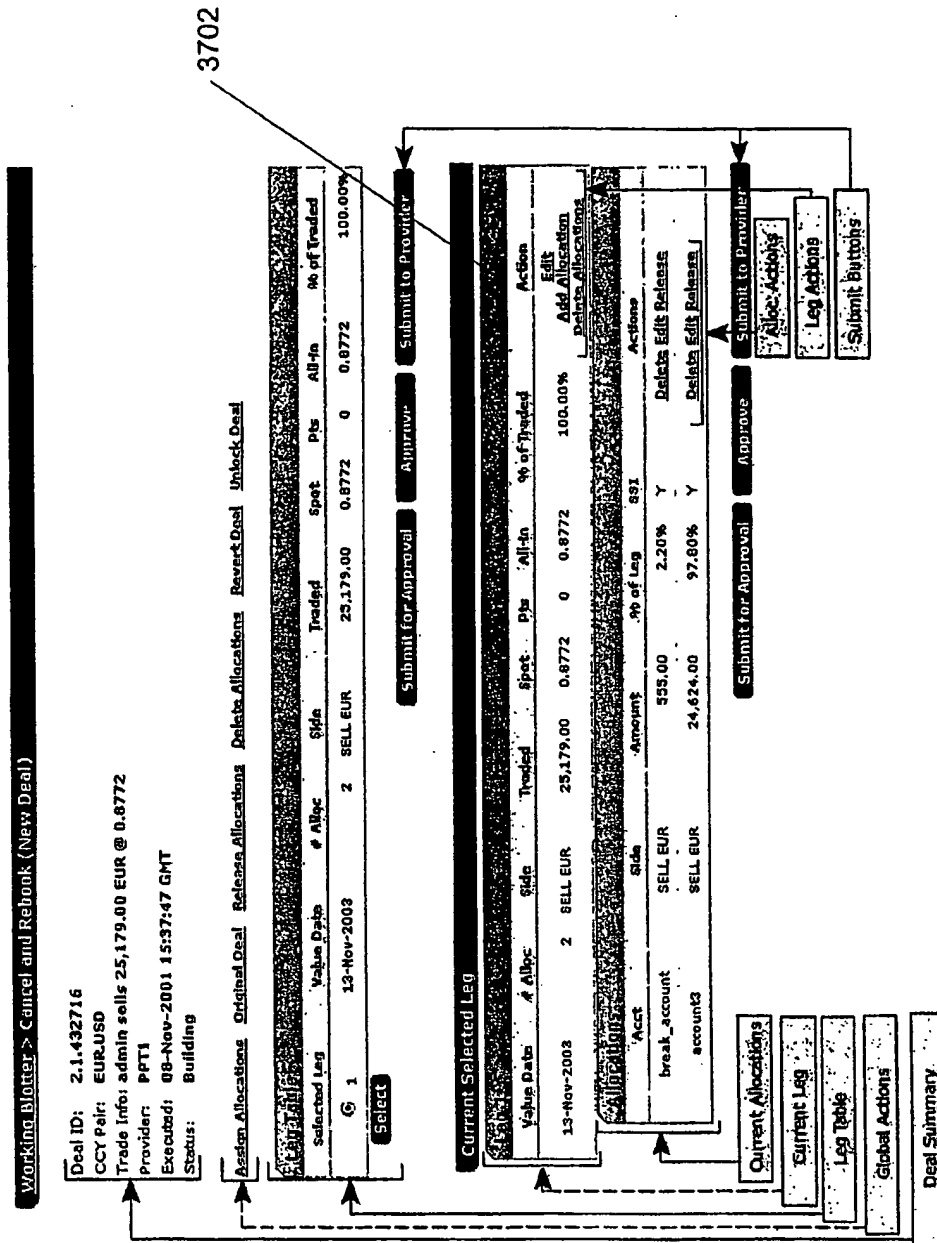 Working Blotter > Cancel and Rebook (New Deal)
3702
Deal ID: 2.1.432716
CCY Pair: EUR.USD
Trade Info: admin sells 25,179.00 EUR @ 0.8772
Provider: PFT1
Executed: 08-Nov-2001 15:37:47 GMT
Status: Building
Assign Allocations Original Deal Release Allocations Delete Allocations Revert Deal Unlock Deal
Leg Table
Selected Leg Value Date # Alloc Side Traded Spot Pts All-In % of Traded
1 13-Nov-2003 2 SELL EUR 25,179.00 0.8772 0 0.8772 100.00%
Select
Submit for Approval Approve Submit to Provider
Current Selected Leg
Value Date # Alloc Side Traded Spot Pts All-In % of Traded Action
13-Nov-2003 2 SELL EUR 25,179.00 0.8772 0 0.8772 100.00% Edit
Add Allocation
Delete Allocations
Allocations
Acct Side Amount % of Leg SSI Actions
break_account SELL EUR 555.00 2.20% Y Delete Edit Release
account3 SELL EUR 24,624.00 97.80% Y Delete Edit Release
Submit for Approval Approve Submit to Provider
Current Allocations
Current Leg
Leg Table
Global Actions
Deal Summary
Alloc Actions
Leg Actions
Submit Buttons